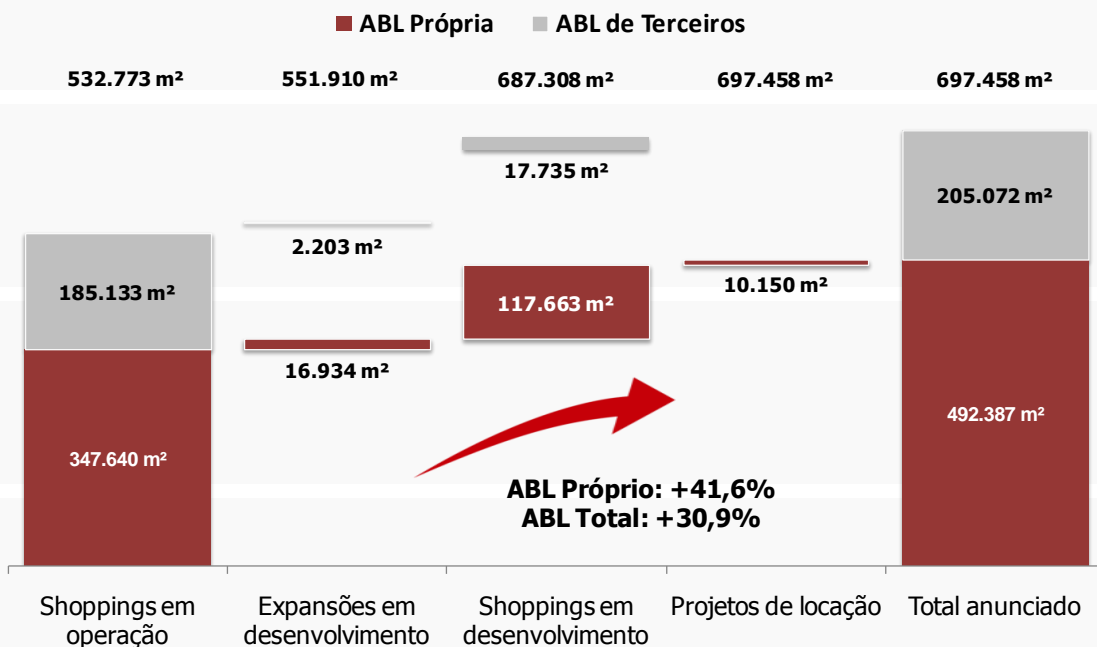 ABL Própria ABL de Terceiros
532.773 m² 551.910 m² 687.308 m² 697.458 m² 697.458 m²
17.735 m²
205.072 m²
2.203 m²
185.133 m²
117.663 m²
10.150 m²
16.934 m²
492.387 m²
347.640 m²
ABL Próprio: +41,6%
ABL Total: +30,9%
Shoppings em operação
Expansões em desenvolvimento
Shoppings em desenvolvimento
Projetos de locação
Total anunciado